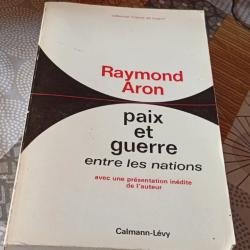 Raymond
Aron
paix et
guerre
entre les nations
avec une présentation inédite
de l'auteur
Calmann-Lévy